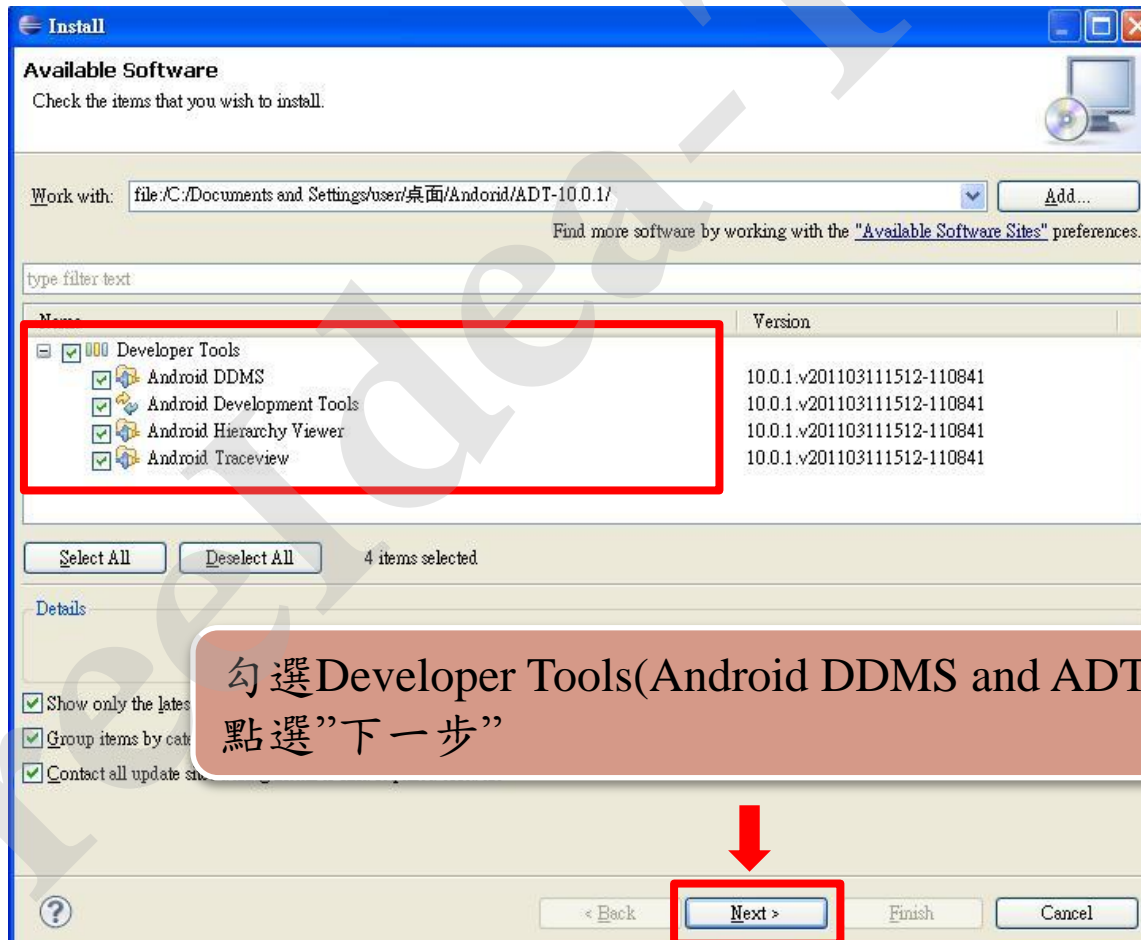 Install
Available Software
Check the items that you wish to install.
Work with: file:/C:/Documents and Settings/user/桌面/Andorid/ADT-10.0.1/ Add...
Find more software by working with the "Available Software Sites" preferences.
type filter text
Version
Developer Tools
Android DDMS 10.0.1.v201103111512-110841
Android Development Tools 10.0.1.v201103111512-110841
Android Hierarchy Viewer 10.0.1.v201103111512-110841
Android Traceview 10.0.1.v201103111512-110841
Select All Deselect All 4 items selected
Details
勾選Developer Tools(Android DDMS and ADT
點選”下一步”
Show only the lates
Group items by cate
Contact all update
< Back Next > Finish Cancel